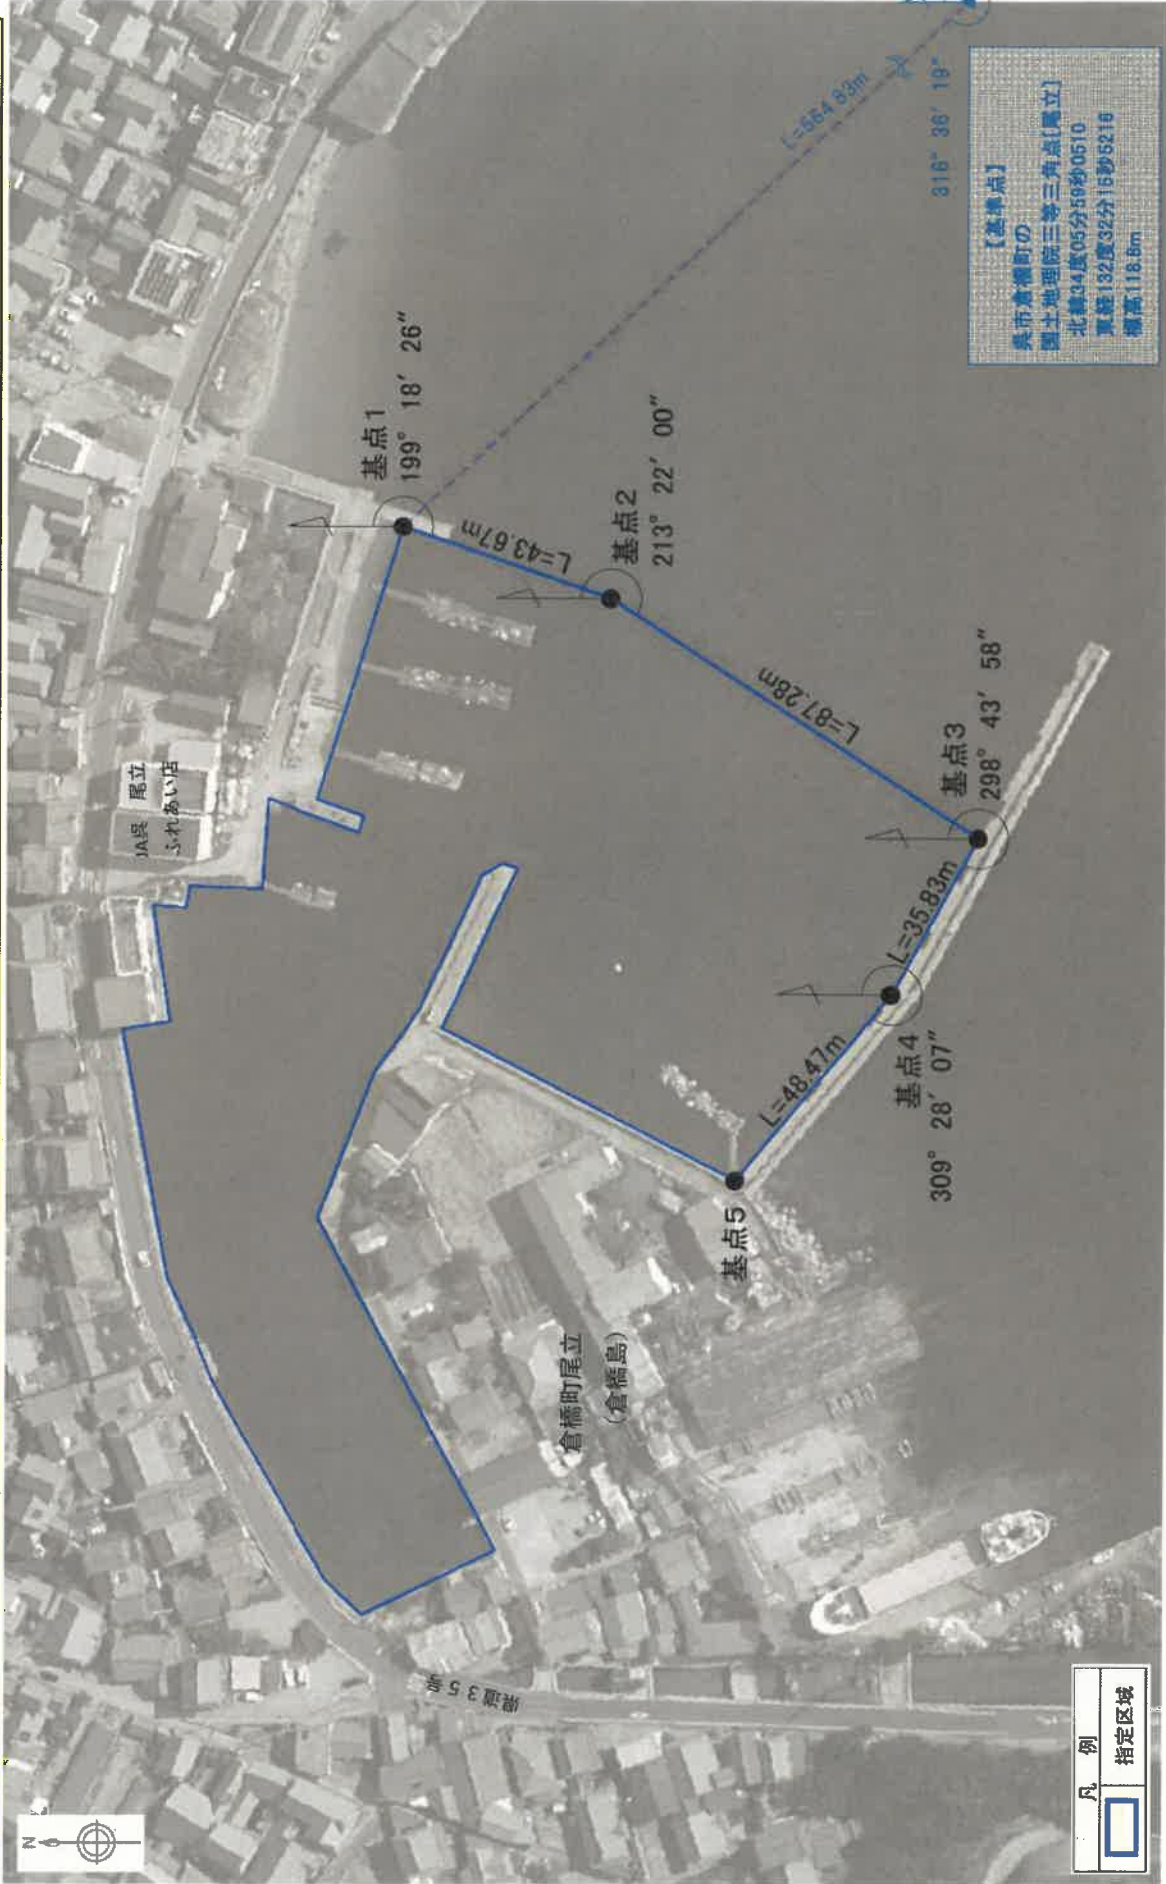 N
JA呉　尾立
ふれあい店
基点1
199° 18′ 26″
L=43.67m
基点2
213° 22′ 00″
L=87.28m
基点3
298° 43′ 58″
L=35.83m
基点4
309° 28′ 07″
L=48.47m
基点5
倉橋町尾立
(倉橋島)
県道35号
L=564.83m
316° 36′ 19″
【基準点】
呉市倉橋町の
国土地理院三等三角点[尾立]
北緯34度05分59秒0510
東経132度32分15秒5216
標高118.8m
凡　例
指定区域